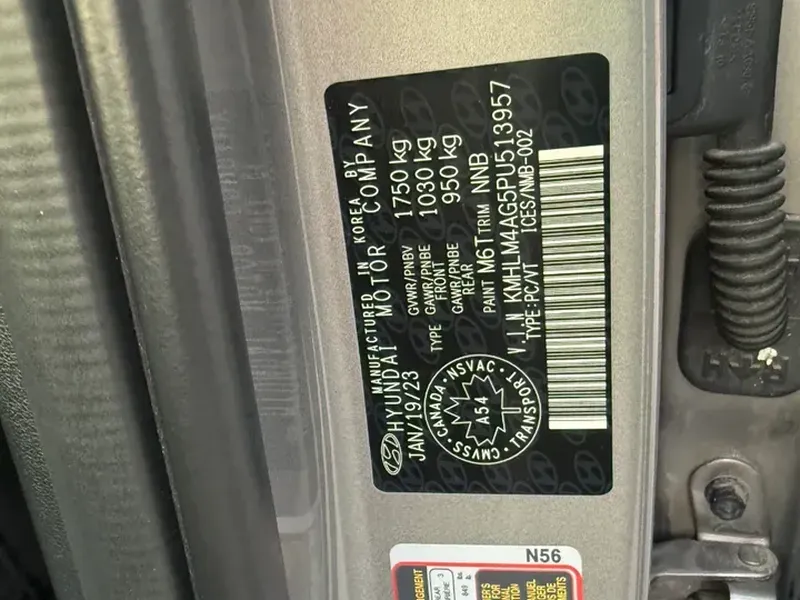 MANUFACTURED IN KOREA BY
HYUNDAI MOTOR COMPANY
JAN/19/23
GVWR/PNBV 1750 kg
TYPE GAWR/PNBE FRONT 1030 kg
GAWR/PNBE REAR 950 kg
PAINT M6T TRIM NNB
V.I.N KMHLM4AG5PU513957
TYPE:PC/VT ICES/NMB-002
CANADA · NSVAC · TRANSPORT · CMVSS
A54
N56